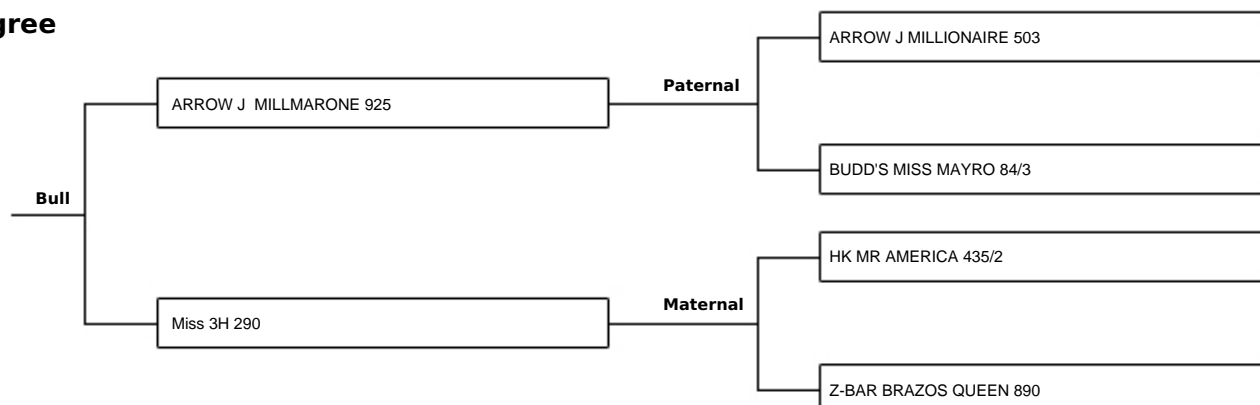 gree
ARROW J MILLIONAIRE 503
Paternal
ARROW J  MILLMARONE 925
BUDD'S MISS MAYRO 84/3
Bull
HK MR AMERICA 435/2
Maternal
Miss 3H 290
Z-BAR BRAZOS QUEEN 890